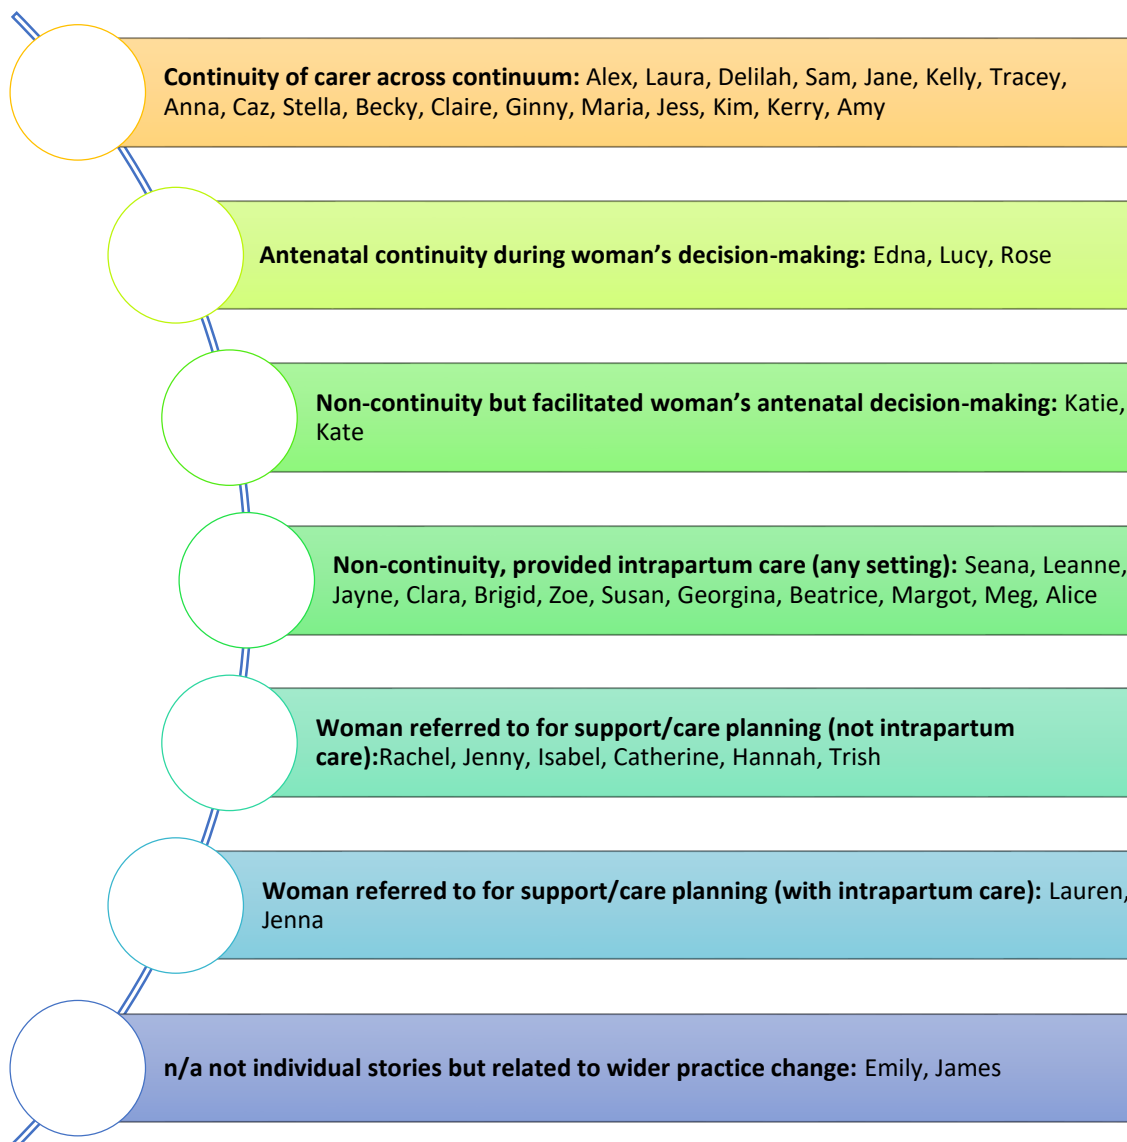 Continuity of carer across continuum: Alex, Laura, Delilah, Sam, Jane, Kelly, Tracey,
Anna, Caz, Stella, Becky, Claire, Ginny, Maria, Jess, Kim, Kerry, Amy
Antenatal continuity during woman’s decision-making: Edna, Lucy, Rose
Non-continuity but facilitated woman’s antenatal decision-making: Katie,
Kate
Non-continuity, provided intrapartum care (any setting): Seana, Leanne,
Jayne, Clara, Brigid, Zoe, Susan, Georgina, Beatrice, Margot, Meg, Alice
Woman referred to for support/care planning (not intrapartum
care):Rachel, Jenny, Isabel, Catherine, Hannah, Trish
Woman referred to for support/care planning (with intrapartum care): Lauren,
Jenna
n/a not individual stories but related to wider practice change: Emily, James